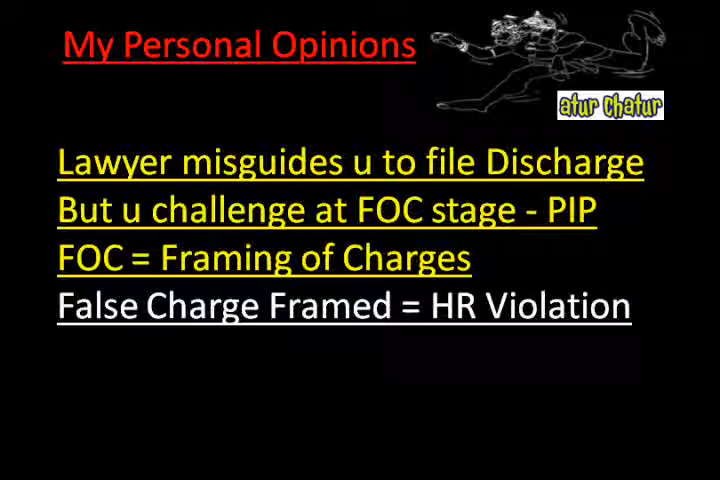 My Personal Opinions
atur chatur
Lawyer misguides u to file Discharge
But u challenge at FOC stage - PIP
FOC = Framing of Charges
False Charge Framed = HR Violation